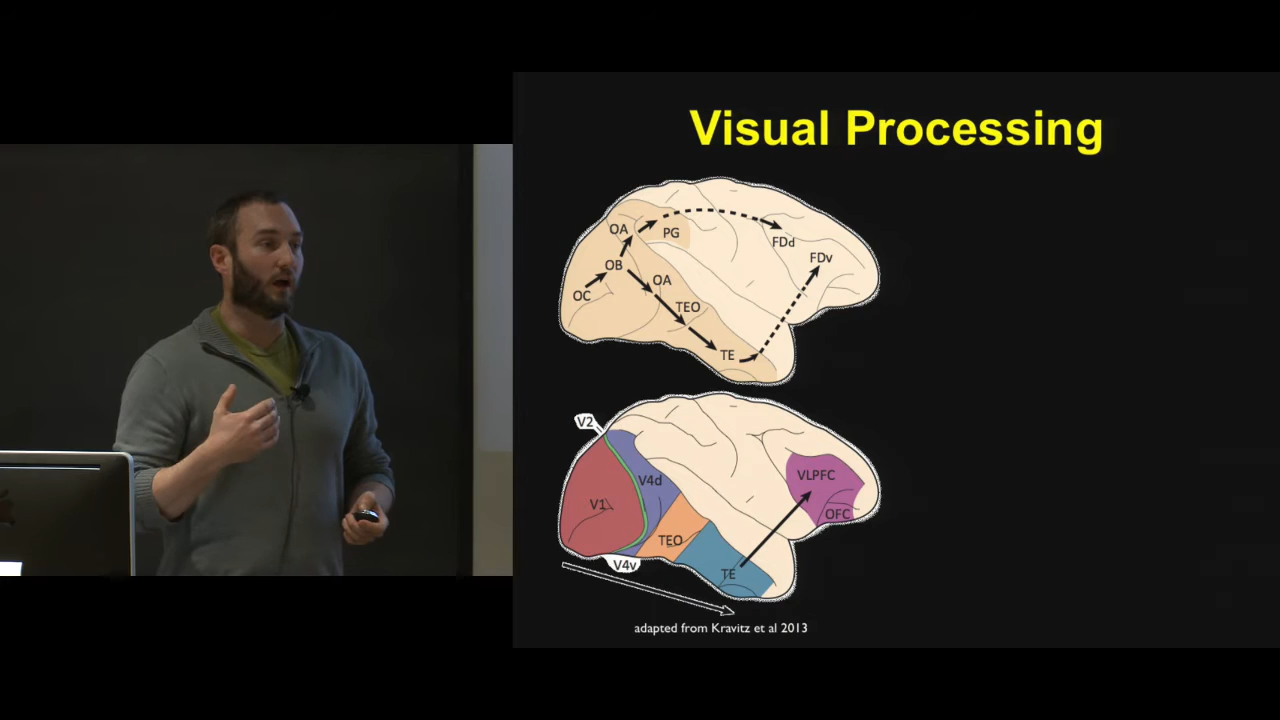 Visual Processing
OA
PG
FDd
OB
FDv
OC
OA
TEO
TE
V2
V4d
VLPFC
V1
OFC
TEO
V4v
TE
adapted from Kravitz et al 2013